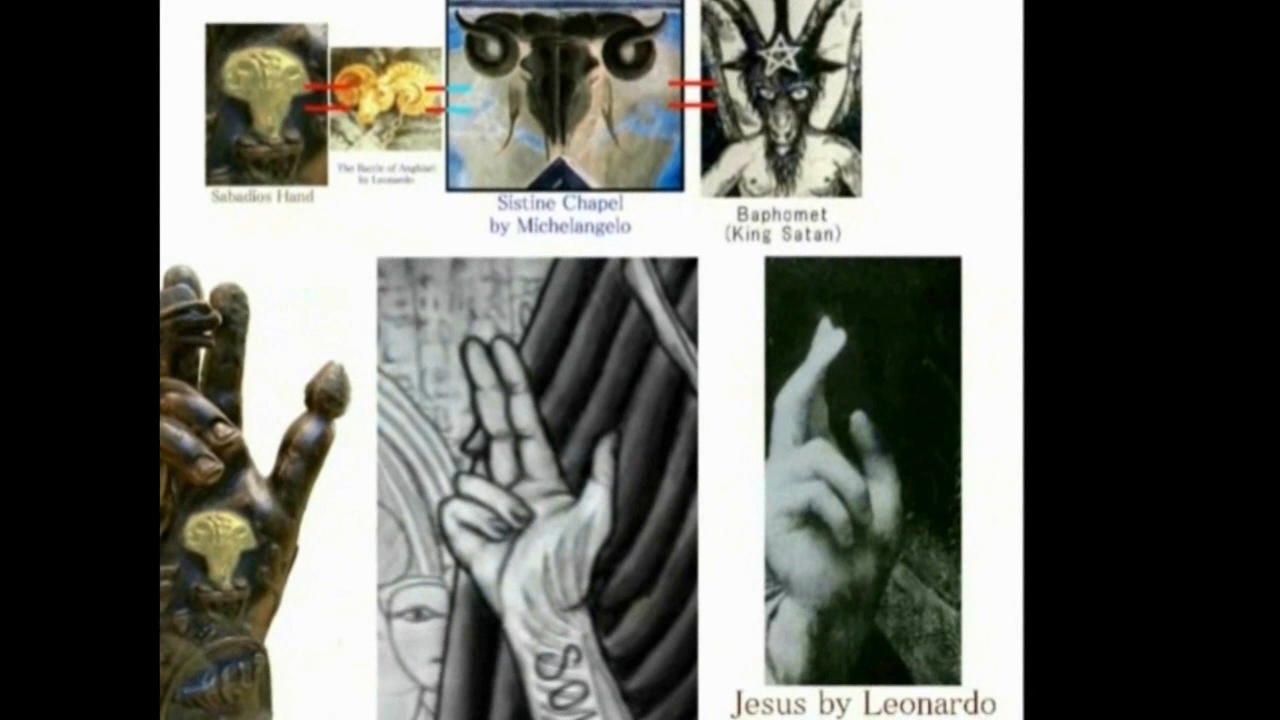 Sabadios Hand
The Battle of Anghiari
by Leonardo
Sistine Chapel
by Michelangelo
Baphomet
(King Satan)
Jesus by Leonardo